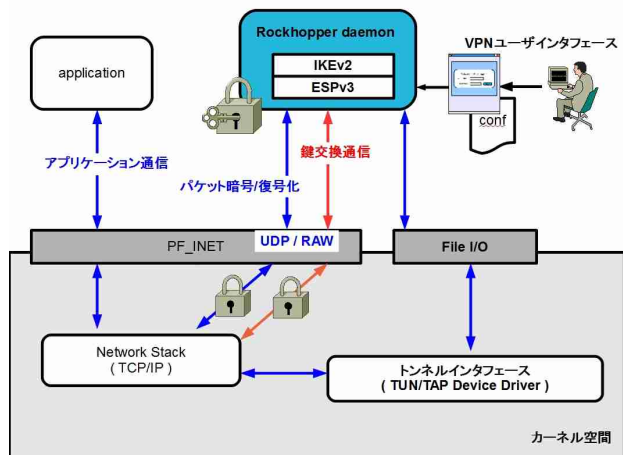 Rockhopper daemon
IKEv2
ESPv3
application
VPNユーザインタフェース
conf
アプリケーション通信
鍵交換通信
パケット暗号/復号化
PF_INET
UDP / RAW
File I/O
Network Stack
( TCP/IP )
トンネルインタフェース
( TUN/TAP Device Driver )
カーネル空間